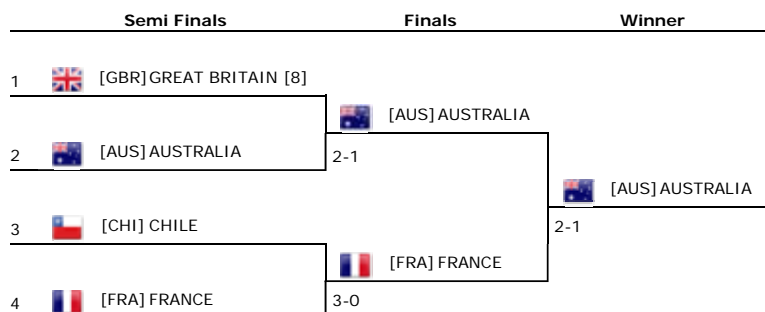 Semi Finals Finals Winner
1 [GBR] GREAT BRITAIN [8]
[AUS] AUSTRALIA
2 [AUS] AUSTRALIA 2-1
[AUS] AUSTRALIA
3 [CHI] CHILE 2-1
[FRA] FRANCE
4 [FRA] FRANCE 3-0